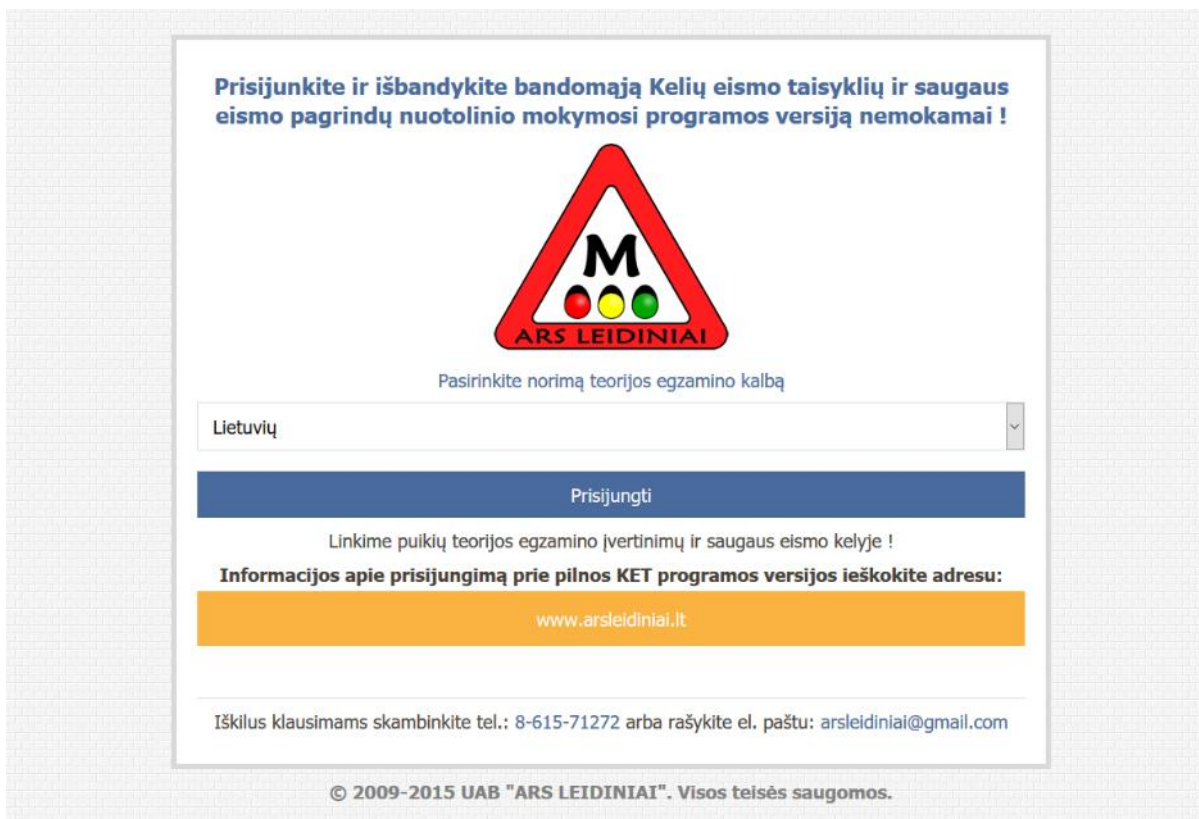 Prisijunkite ir išbandykite bandomąją Kelių eismo taisyklių ir saugaus
eismo pagrindų nuotolinio mokymosi programos versiją nemokamai !
M
ARS LEIDINIAI
Pasirinkite norimą teorijos egzamino kalbą
Lietuvių
Prisijungti
Linkime puikių teorijos egzamino įvertinimų ir saugaus eismo kelyje !
Informacijos apie prisijungimą prie pilnos KET programos versijos ieškokite adresu:
www.arsleidiniai.lt
Iškilus klausimams skambinkite tel.: 8-615-71272 arba rašykite el. paštu: arsleidiniai@gmail.com
© 2009-2015 UAB "ARS LEIDINIAI". Visos teisės saugomos.